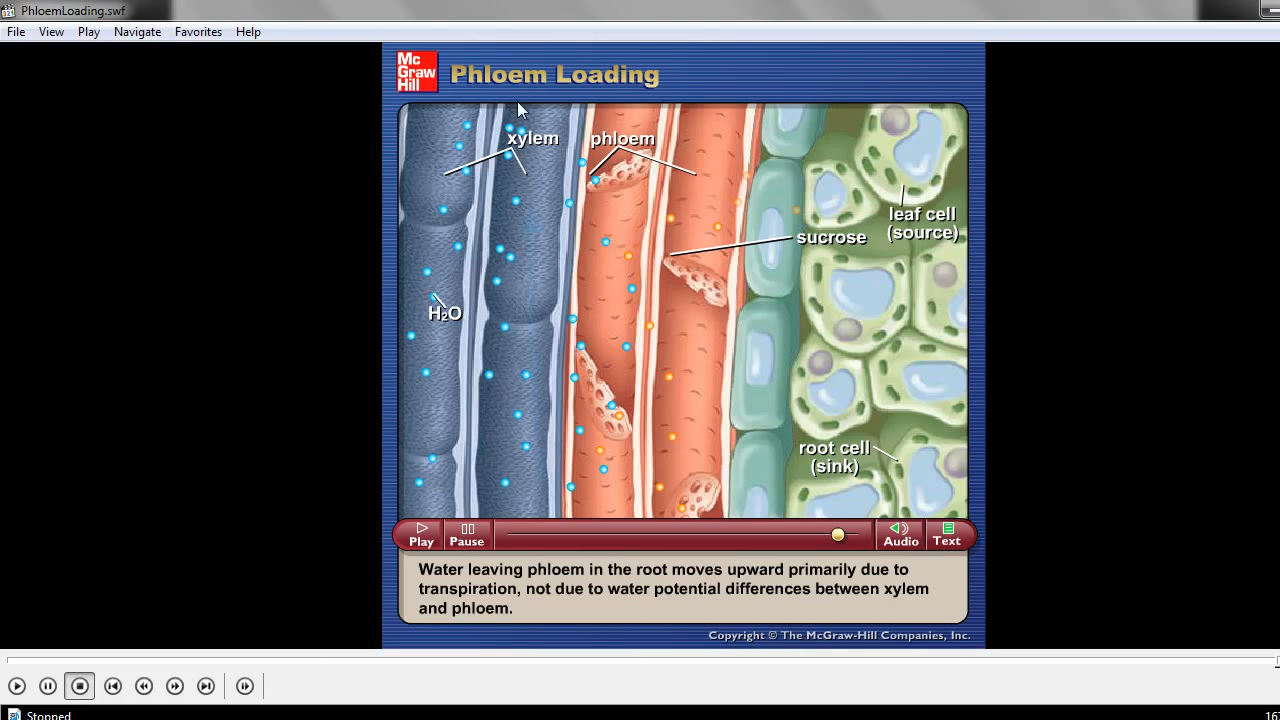 PhloemLoading.swf
File View Play Navigate Favorites Help
Mc
Graw
Hill
Phloem Loading
xylem
phloem
leaf cell
(source)
sucrose
H₂O
root cell
(sink)
Play
Pause
Audio
Text
Water leaving phloem in the root moves upward primarily due to
transpiration, not due to water potential differences between xylem
and phloem.
Copyright © The McGraw-Hill Companies, Inc.
Stopped